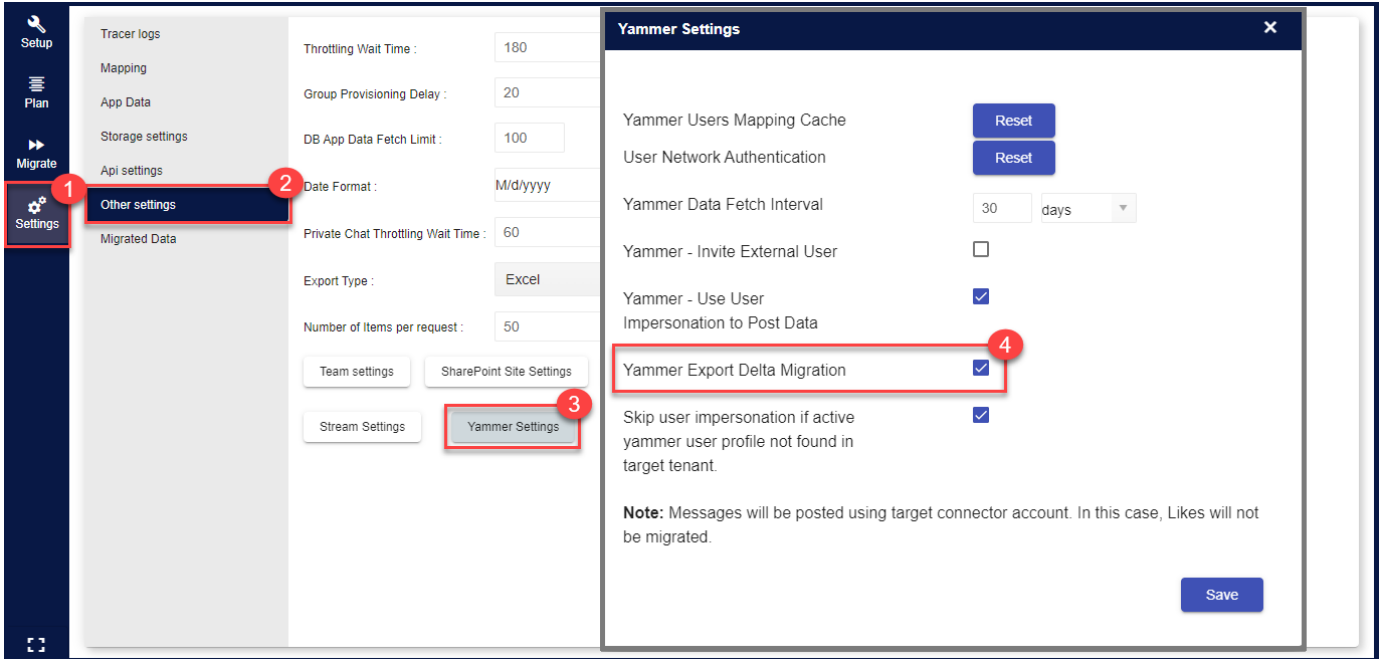 Setup
Plan
Migrate
1
Settings
Tracer logs
Mapping
App Data
Storage settings
Api settings
2
Other settings
Migrated Data
Throttling Wait Time : 180
Group Provisioning Delay : 20
DB App Data Fetch Limit : 100
Date Format : M/d/yyyy
Private Chat Throttling Wait Time : 60
Export Type : Excel
Number of Items per request : 50
Team settings SharePoint Site Settings
3
Stream Settings Yammer Settings
Yammer Settings
Yammer Users Mapping Cache Reset
User Network Authentication Reset
Yammer Data Fetch Interval 30 days
Yammer - Invite External User
Yammer - Use User
Impersonation to Post Data
4
Yammer Export Delta Migration
Skip user impersonation if active
yammer user profile not found in
target tenant.
Note: Messages will be posted using target connector account. In this case, Likes will not
be migrated.
Save